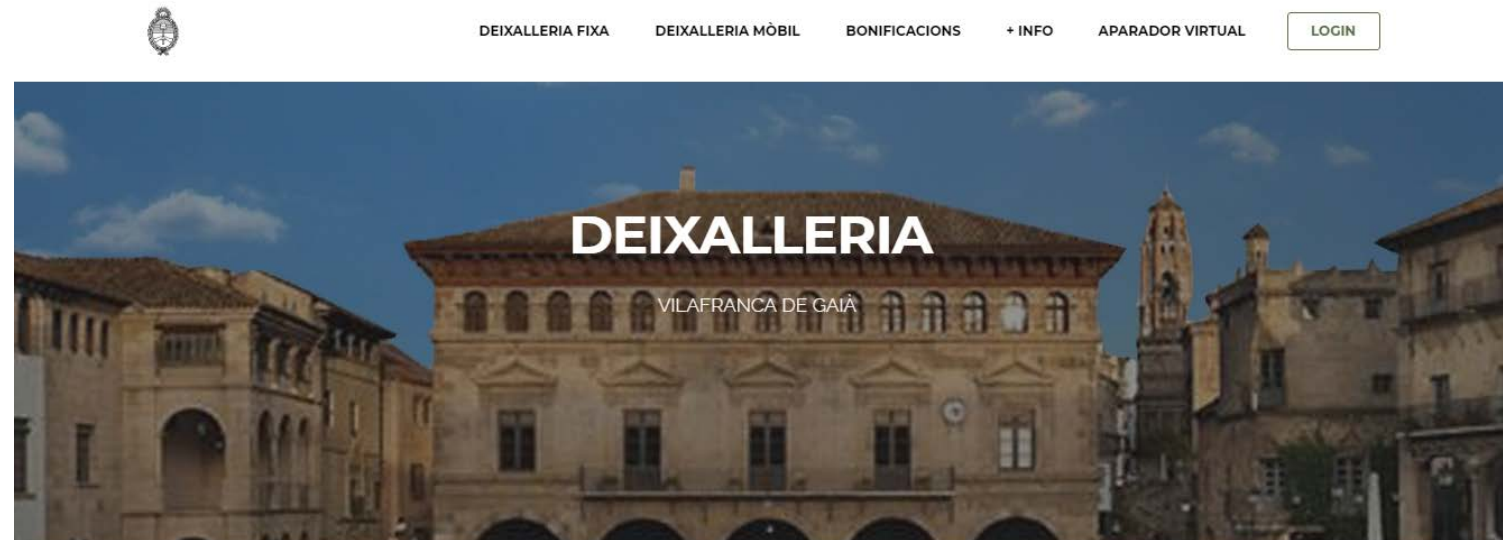 DEIXALLERIA FIXA DEIXALLERIA MÒBIL BONIFICACIONS + INFO APARADOR VIRTUAL LOGIN
DEIXALLERIA
VILAFRANCA DE GAIÀ